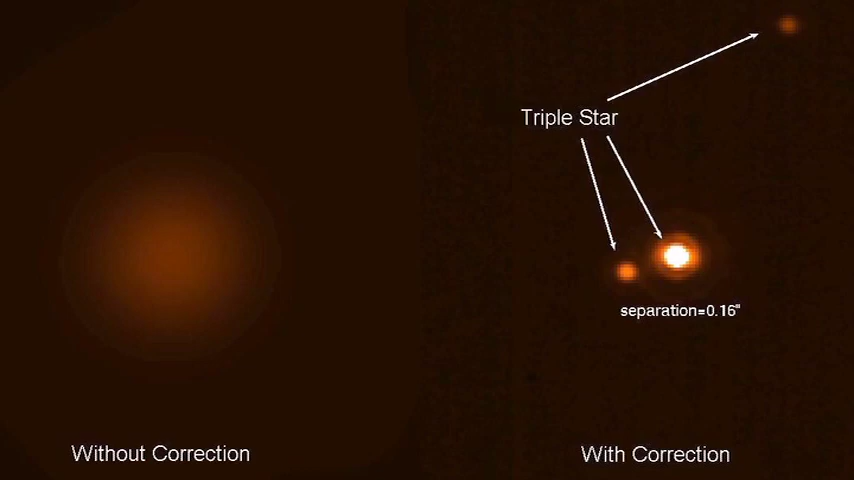 Triple Star
separation=0.16"
Without Correction
With Correction